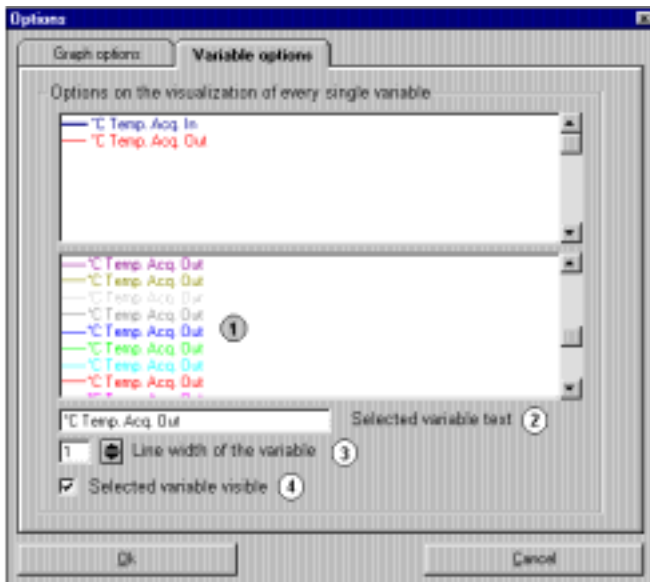 Options
Graph options
Variable options
Options on the visualization of every single variable
°C Temp. Acq. In
°C Temp. Acq. Out
°C Temp. Acq. Out
°C Temp. Acq. Out
°C Temp. Acq. Out
°C Temp. Acq. Out
°C Temp. Acq. Out
°C Temp. Acq. Out
°C Temp. Acq. Out
°C Temp. Acq. Out
1
°C Temp. Acq. Out
Selected variable text 2
1 Line width of the variable 3
Selected variable visible 4
Ok
Cancel